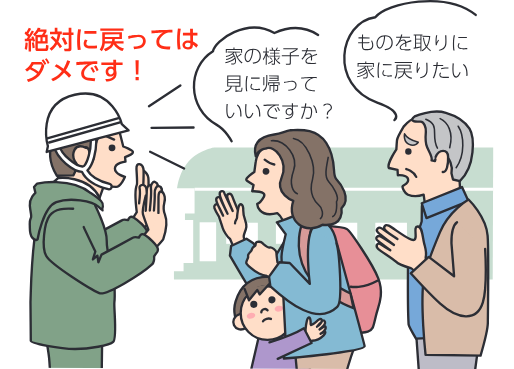 絶対に戻っては
ダメです！
家の様子を
見に帰って
いいですか？
ものを取りに
家に戻りたい